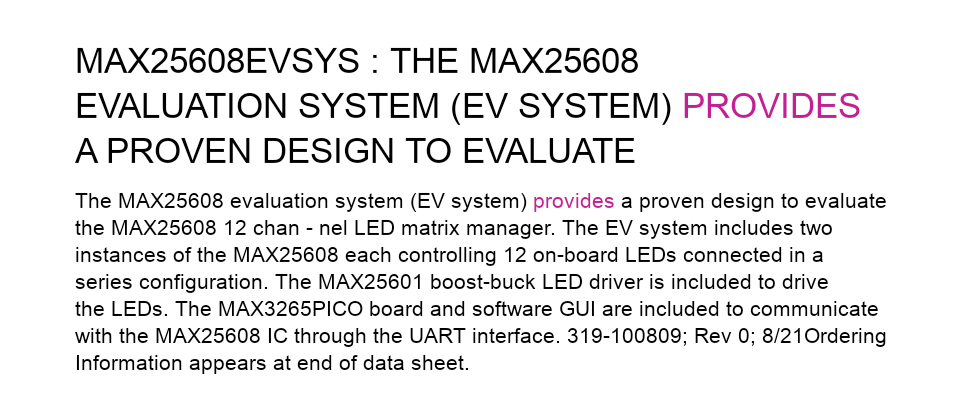 MAX25608EVSYS : THE MAX25608
EVALUATION SYSTEM (EV SYSTEM) PROVIDES
A PROVEN DESIGN TO EVALUATE
The MAX25608 evaluation system (EV system) provides a proven design to evaluate
the MAX25608 12 chan - nel LED matrix manager. The EV system includes two
instances of the MAX25608 each controlling 12 on-board LEDs connected in a
series configuration. The MAX25601 boost-buck LED driver is included to drive
the LEDs. The MAX3265PICO board and software GUI are included to communicate
with the MAX25608 IC through the UART interface. 319-100809; Rev 0; 8/21Ordering
Information appears at end of data sheet.